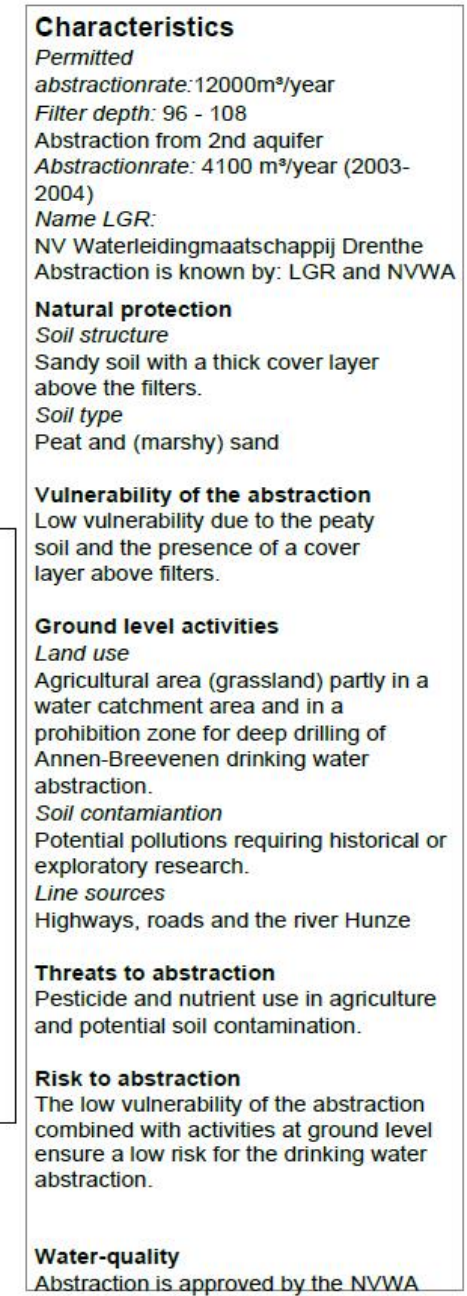 Characteristics
Permitted
abstractionrate:12000m³/year
Filter depth: 96 - 108
Abstraction from 2nd aquifer
Abstractionrate: 4100 m³/year (2003-
2004)
Name LGR:
NV Waterleidingmaatschappij Drenthe
Abstraction is known by: LGR and NVWA
Natural protection
Soil structure
Sandy soil with a thick cover layer
above the filters.
Soil type
Peat and (marshy) sand
Vulnerability of the abstraction
Low vulnerability due to the peaty
soil and the presence of a cover
layer above filters.
Ground level activities
Land use
Agricultural area (grassland) partly in a
water catchment area and in a
prohibition zone for deep drilling of
Annen-Breevenen drinking water
abstraction.
Soil contamiantion
Potential pollutions requiring historical or
exploratory research.
Line sources
Highways, roads and the river Hunze
Threats to abstraction
Pesticide and nutrient use in agriculture
and potential soil contamination.
Risk to abstraction
The low vulnerability of the abstraction
combined with activities at ground level
ensure a low risk for the drinking water
abstraction.
Water-quality
Abstraction is approved by the NVWA